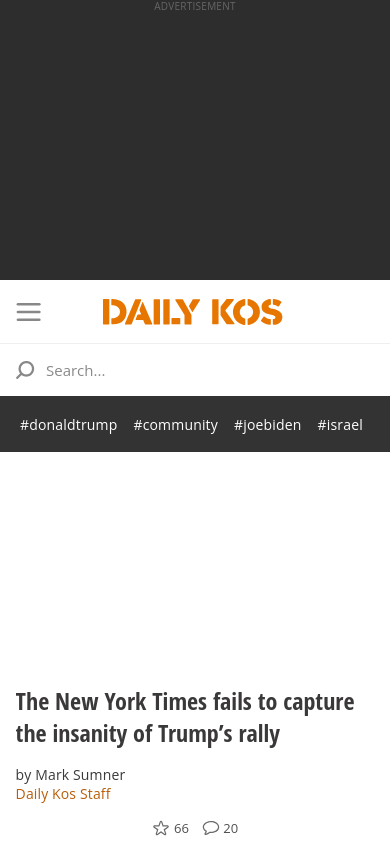 ADVERTISEMENT
DAILY KOS
Search...
#donaldtrump #community #joebiden #israel
The New York Times fails to capture
the insanity of Trump’s rally
by Mark Sumner
Daily Kos Staff
66 20